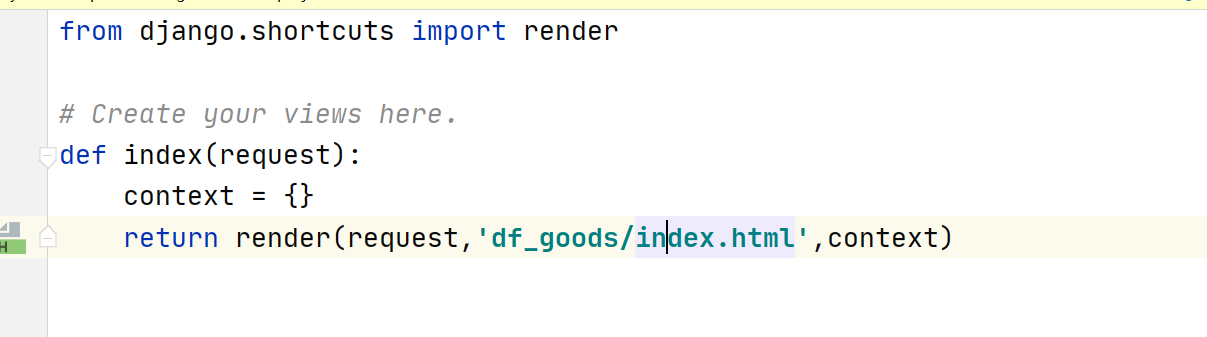 from django.shortcuts import render
# Create your views here.
def index(request):
    context = {}
    return render(request,'df_goods/index.html',context)